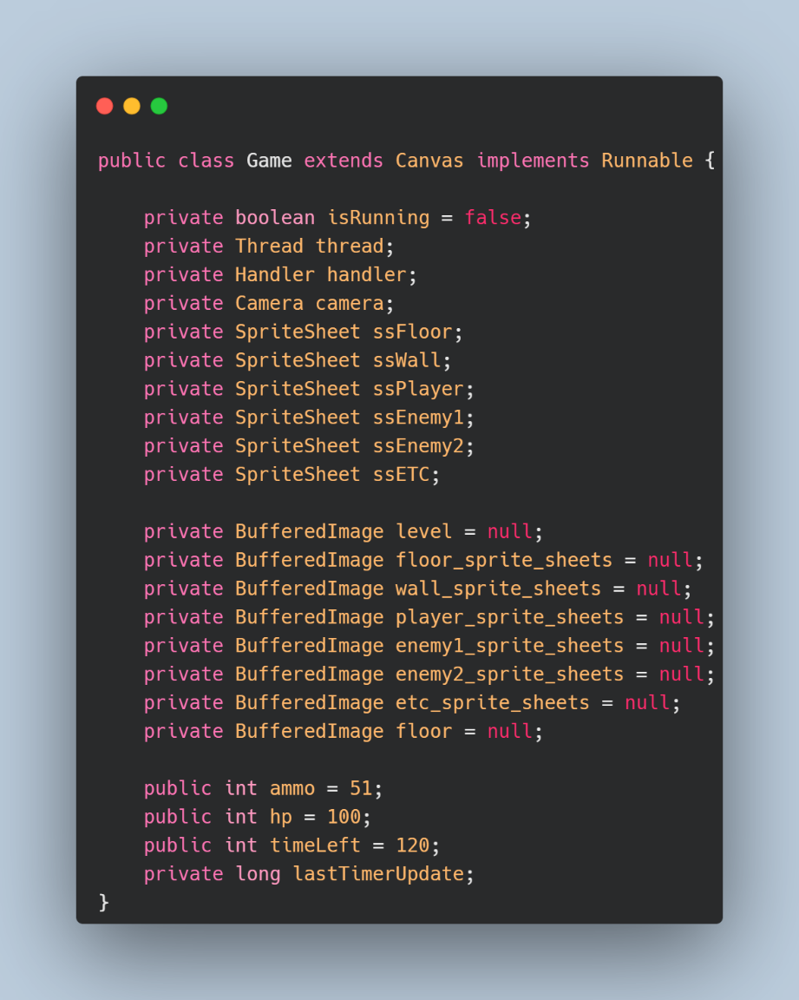 public class Game extends Canvas implements Runnable {
    private boolean isRunning = false;
    private Thread thread;
    private Handler handler;
    private Camera camera;
    private SpriteSheet ssFloor;
    private SpriteSheet ssWall;
    private SpriteSheet ssPlayer;
    private SpriteSheet ssEnemy1;
    private SpriteSheet ssEnemy2;
    private SpriteSheet ssETC;
    private BufferedImage level = null;
    private BufferedImage floor_sprite_sheets = null;
    private BufferedImage wall_sprite_sheets = null;
    private BufferedImage player_sprite_sheets = null;
    private BufferedImage enemy1_sprite_sheets = null;
    private BufferedImage enemy2_sprite_sheets = null;
    private BufferedImage etc_sprite_sheets = null;
    private BufferedImage floor = null;
    public int ammo = 51;
    public int hp = 100;
    public int timeLeft = 120;
    private long lastTimerUpdate;
}